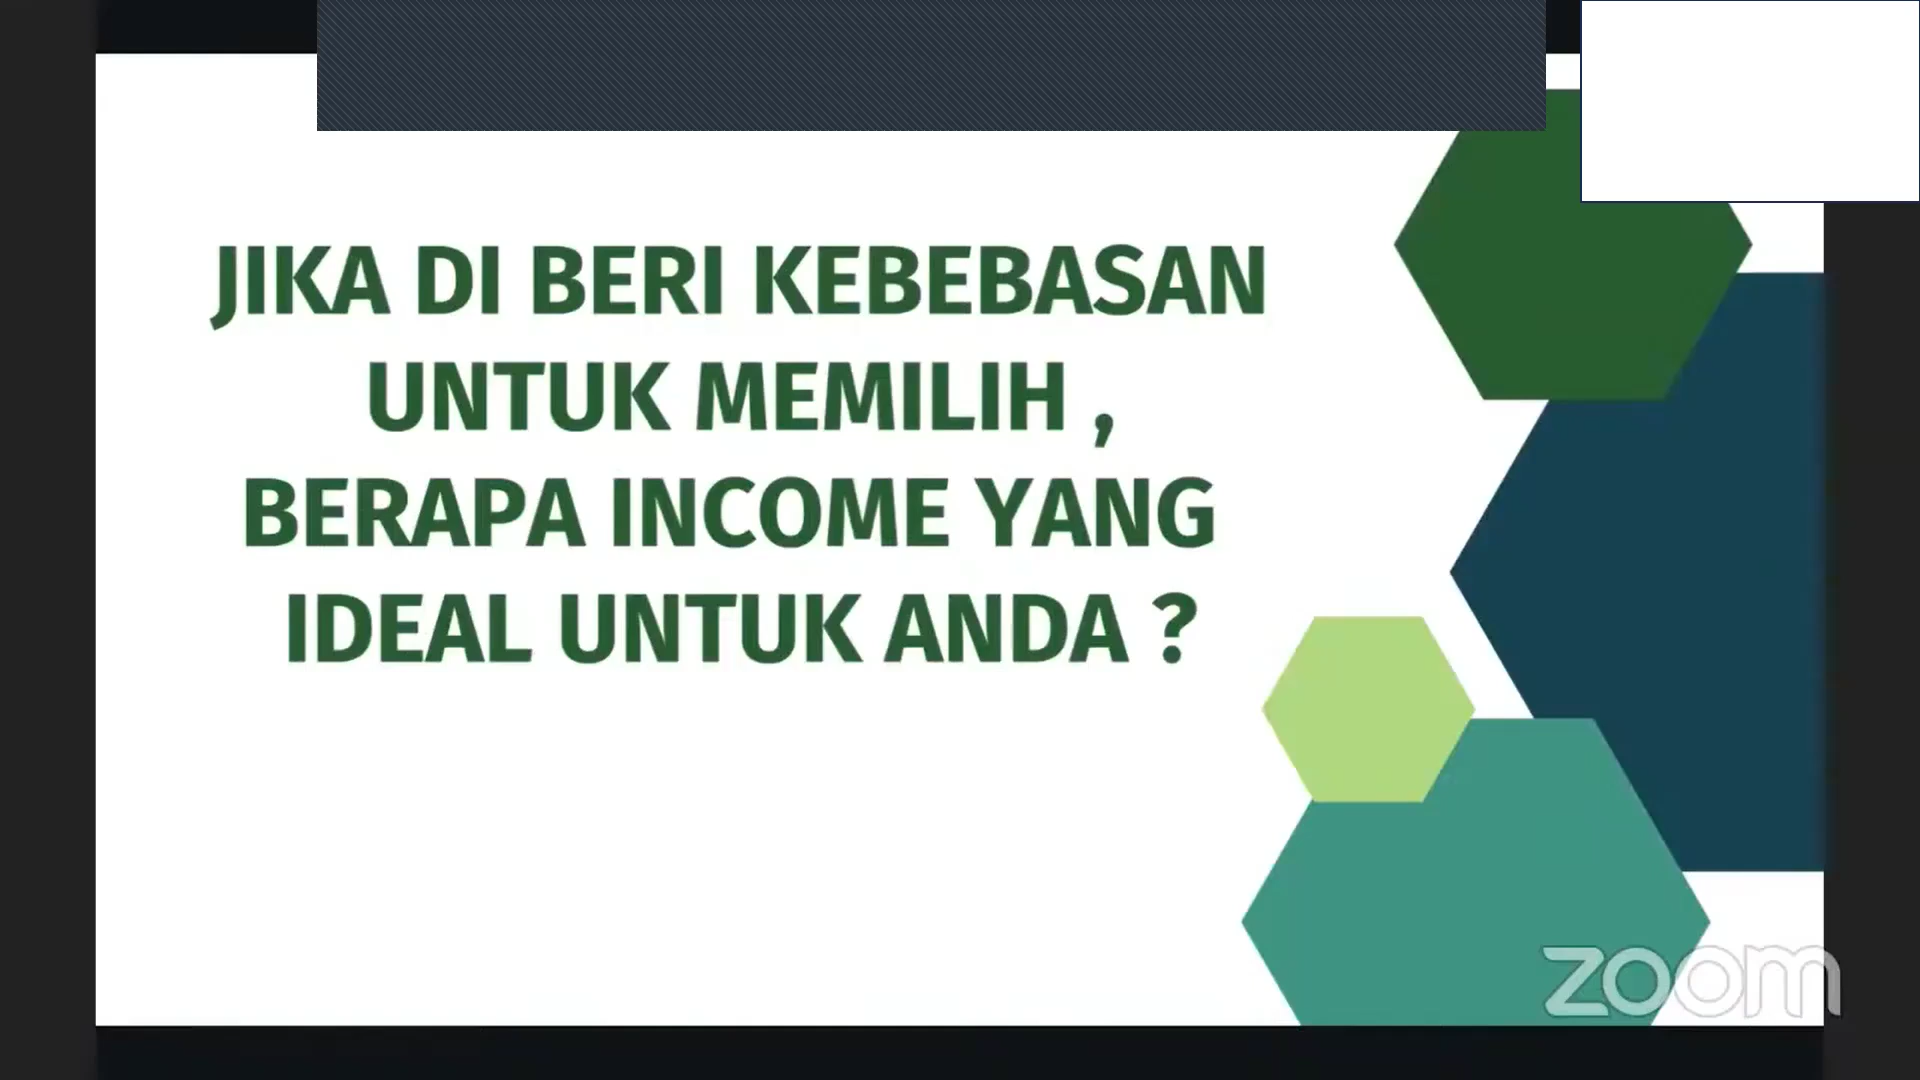 JIKA DI BERI KEBEBASAN
UNTUK MEMILIH ,
BERAPA INCOME YANG
IDEAL UNTUK ANDA ?
zoom